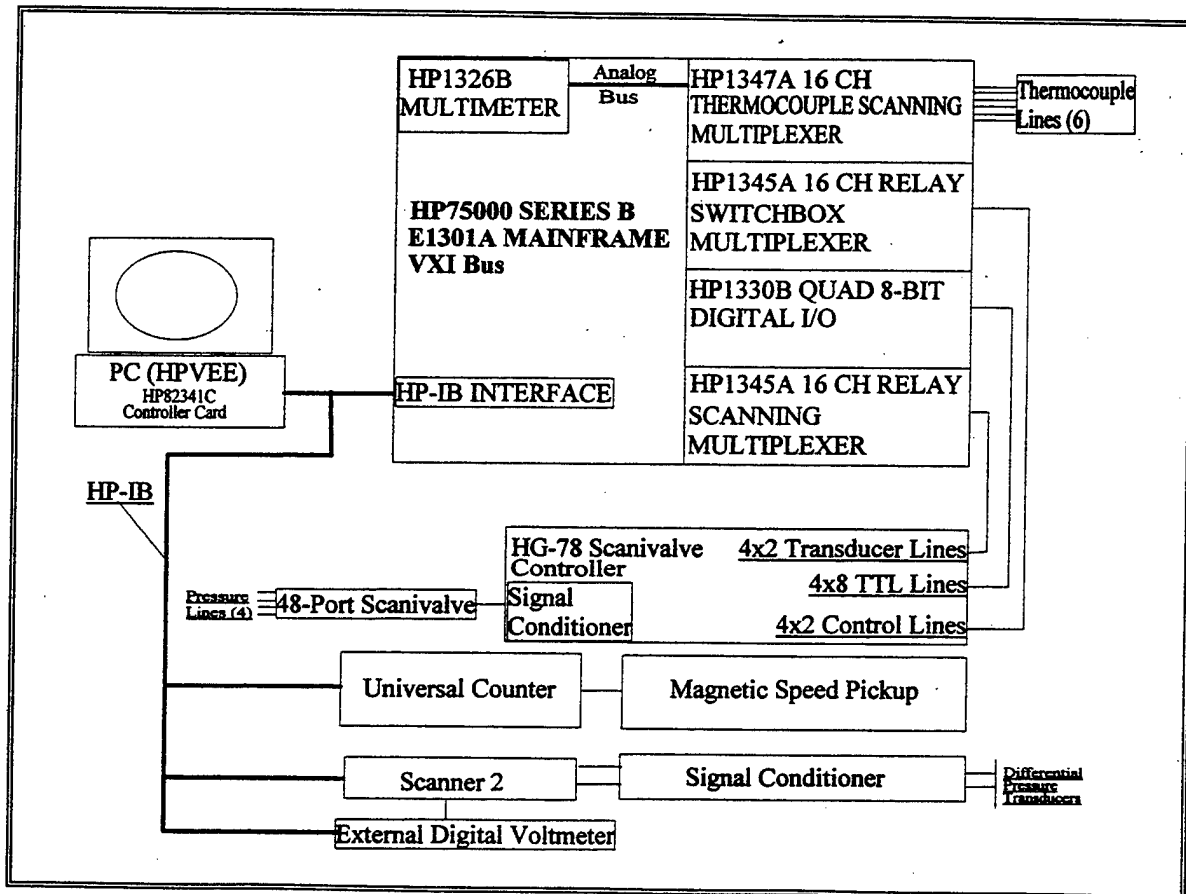 HP1326B
MULTIMETER
Analog
Bus
HP1347A 16 CH
THERMOCOUPLE SCANNING
MULTIPLEXER
Thermocouple
Lines (6)
HP1345A 16 CH RELAY
SWITCHBOX
MULTIPLEXER
HP75000 SERIES B
E1301A MAINFRAME
VXI Bus
HP1330B QUAD 8-BIT
DIGITAL I/O
PC (HPVEE)
HP82341C
Controller Card
HP-IB INTERFACE
HP1345A 16 CH RELAY
SCANNING
MULTIPLEXER
HP-IB
HG-78 Scanivalve
Controller
4x2 Transducer Lines
Pressure
Lines (4)
48-Port Scanivalve
Signal
Conditioner
4x8 TTL Lines
4x2 Control Lines
Universal Counter
Magnetic Speed Pickup
Scanner 2
Signal Conditioner
Differential
Pressure
Transducers
External Digital Voltmeter